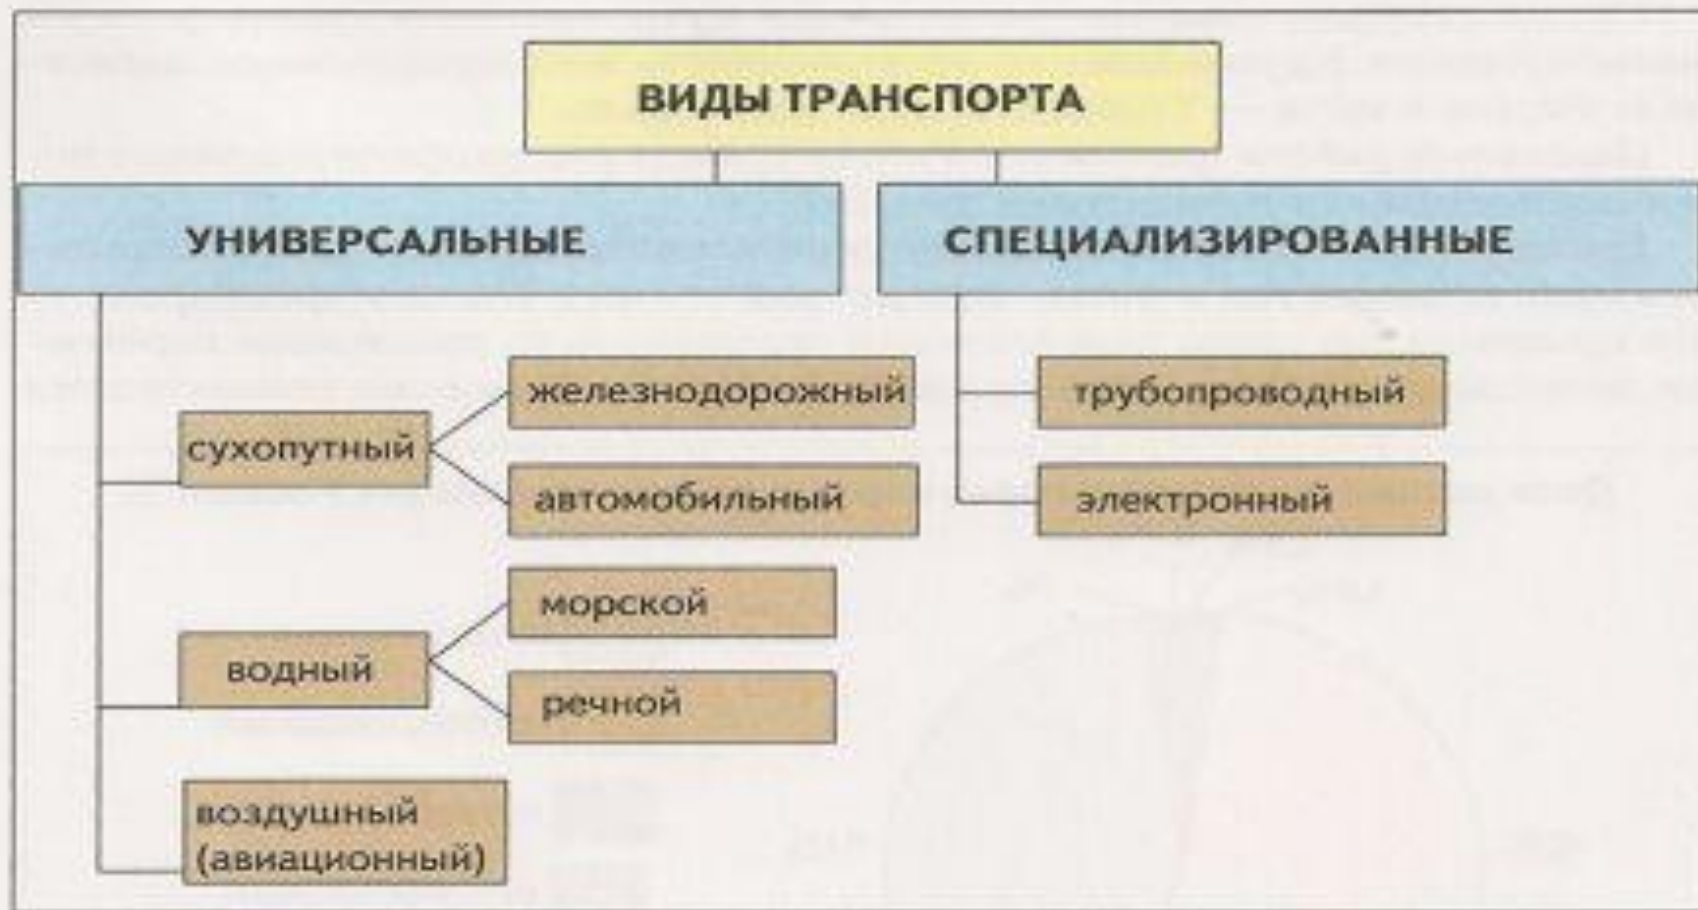 ВИДЫ ТРАНСПОРТА
УНИВЕРСАЛЬНЫЕ
СПЕЦИАЛИЗИРОВАННЫЕ
сухопутный
железнодорожный
автомобильный
водный
морской
речной
воздушный
(авиационный)
трубопроводный
электронный